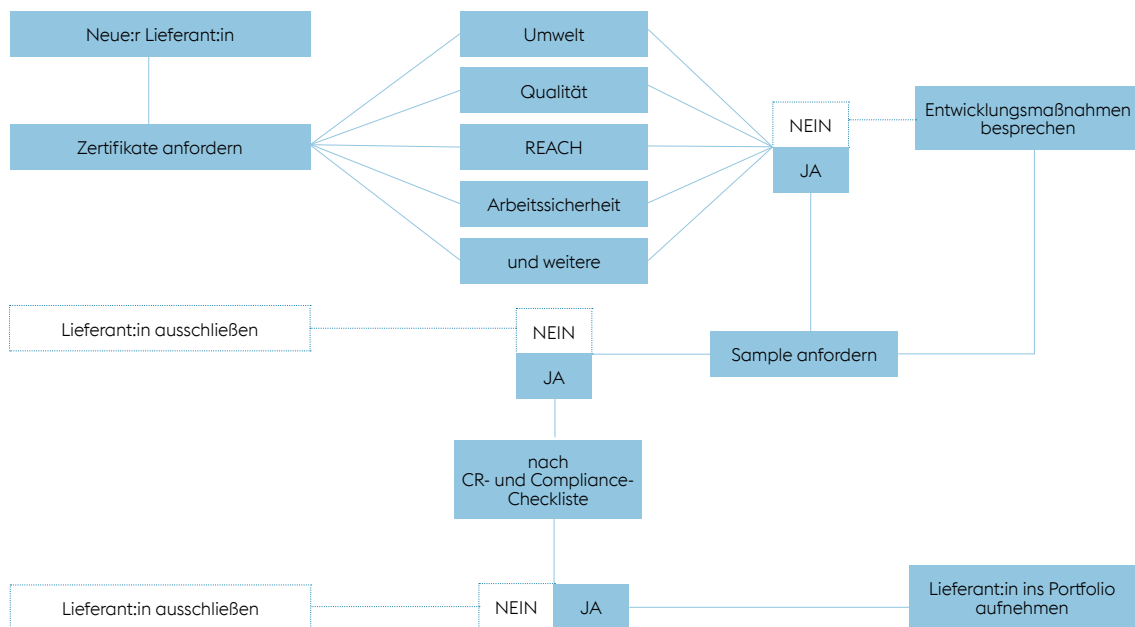 Neue:r Lieferant:in
Zertifikate anfordern
Umwelt
Qualität
REACH
Arbeitssicherheit
und weitere
NEIN
JA
Entwicklungsmaßnahmen
besprechen
Sample anfordern
NEIN
JA
Lieferant:in ausschließen
nach
CR- und Compliance-
Checkliste
NEIN
JA
Lieferant:in ausschließen
Lieferant:in ins Portfolio
aufnehmen